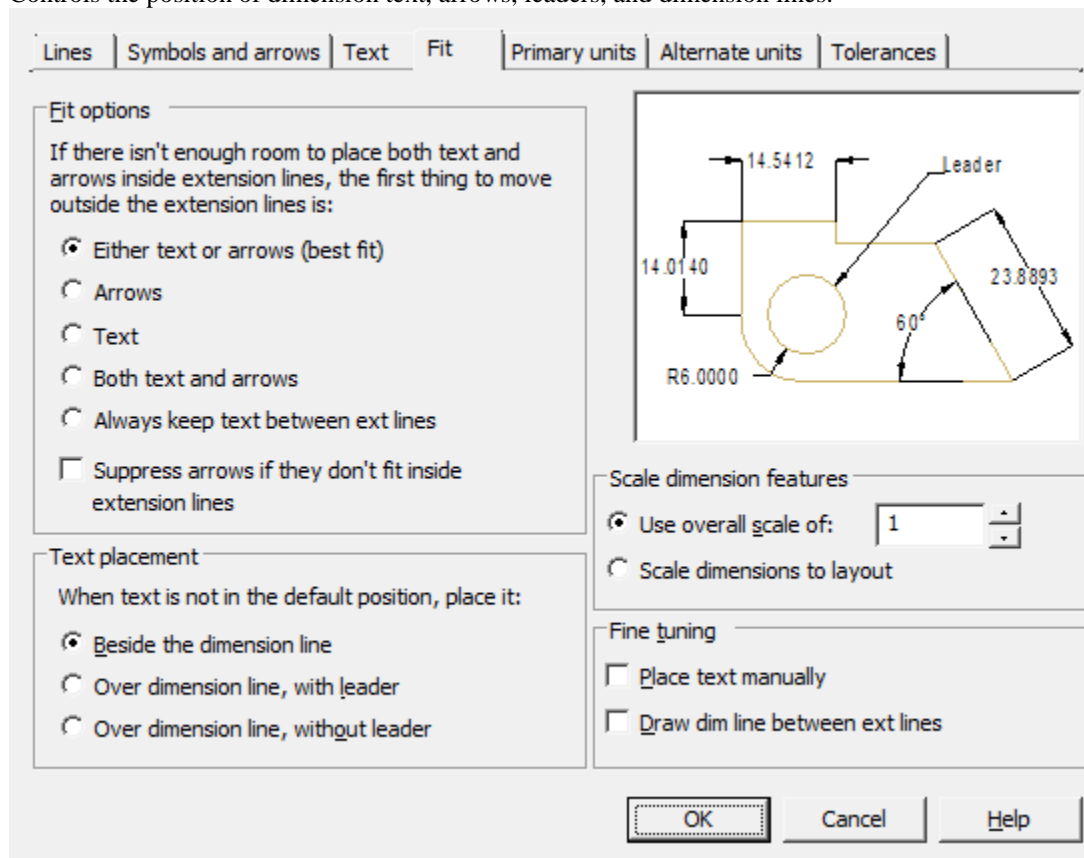 Controls the position of dimension text, arrows, leaders, and dimension lines.
Lines Symbols and arrows Text Fit Primary units Alternate units Tolerances
Fit options
If there isn't enough room to place both text and
arrows inside extension lines, the first thing to move
outside the extension lines is:
Either text or arrows (best fit)
Arrows
Text
Both text and arrows
Always keep text between ext lines
Suppress arrows if they don't fit inside
extension lines
Text placement
When text is not in the default position, place it:
Beside the dimension line
Over dimension line, with leader
Over dimension line, without leader
14.5412
Leader
14.0140
23.8893
60°
R6.0000
Scale dimension features
Use overall scale of: 1
Scale dimensions to layout
Fine tuning
Place text manually
Draw dim line between ext lines
OK Cancel Help